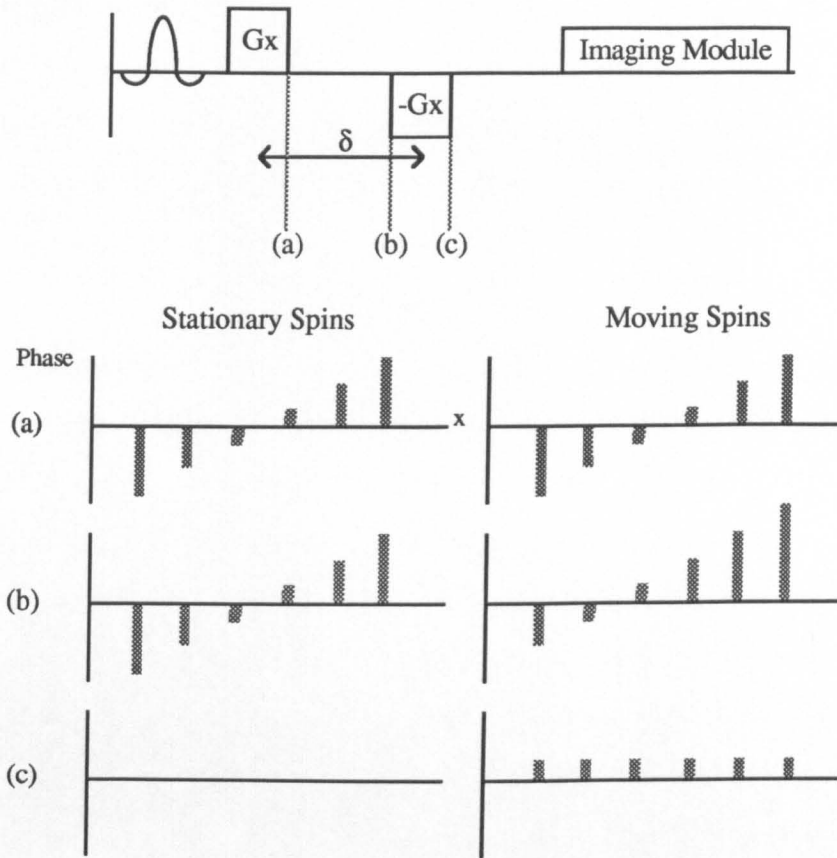 Gx
Imaging Module
-Gx
δ
(a) (b) (c)
Stationary Spins Moving Spins
Phase
(a)
x
(b)
(c)